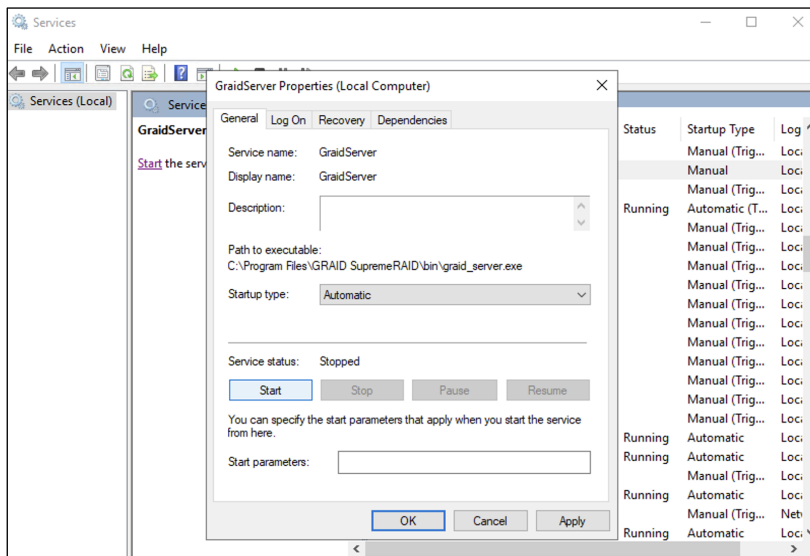 Services
File Action View Help
Services (Local)
Service
GraidServer
Start the serv
GraidServer Properties (Local Computer)
General Log On Recovery Dependencies
Service name: GraidServer
Display name: GraidServer
Description:
Path to executable:
C:\Program Files\GRAID SupremeRAID\bin\graid_server.exe
Startup type: Automatic
Service status: Stopped
Start Stop Pause Resume
You can specify the start parameters that apply when you start the service
from here.
Start parameters:
OK Cancel Apply
Status Startup Type Log
Manual (Trig... Loca
Manual Loca
Manual (Trig... Loca
Running Automatic (T... Loca
Manual (Trig... Loca
Manual (Trig... Loca
Manual (Trig... Loca
Manual (Trig... Loca
Manual (Trig... Loca
Manual (Trig... Loca
Manual (Trig... Loca
Manual (Trig... Loca
Manual (Trig... Loca
Manual (Trig... Loca
Manual (Trig... Loca
Running Automatic Loca
Running Automatic Loca
Manual (Trig... Loca
Running Automatic Loca
Manual (Trig... Net
Running Automatic Loca